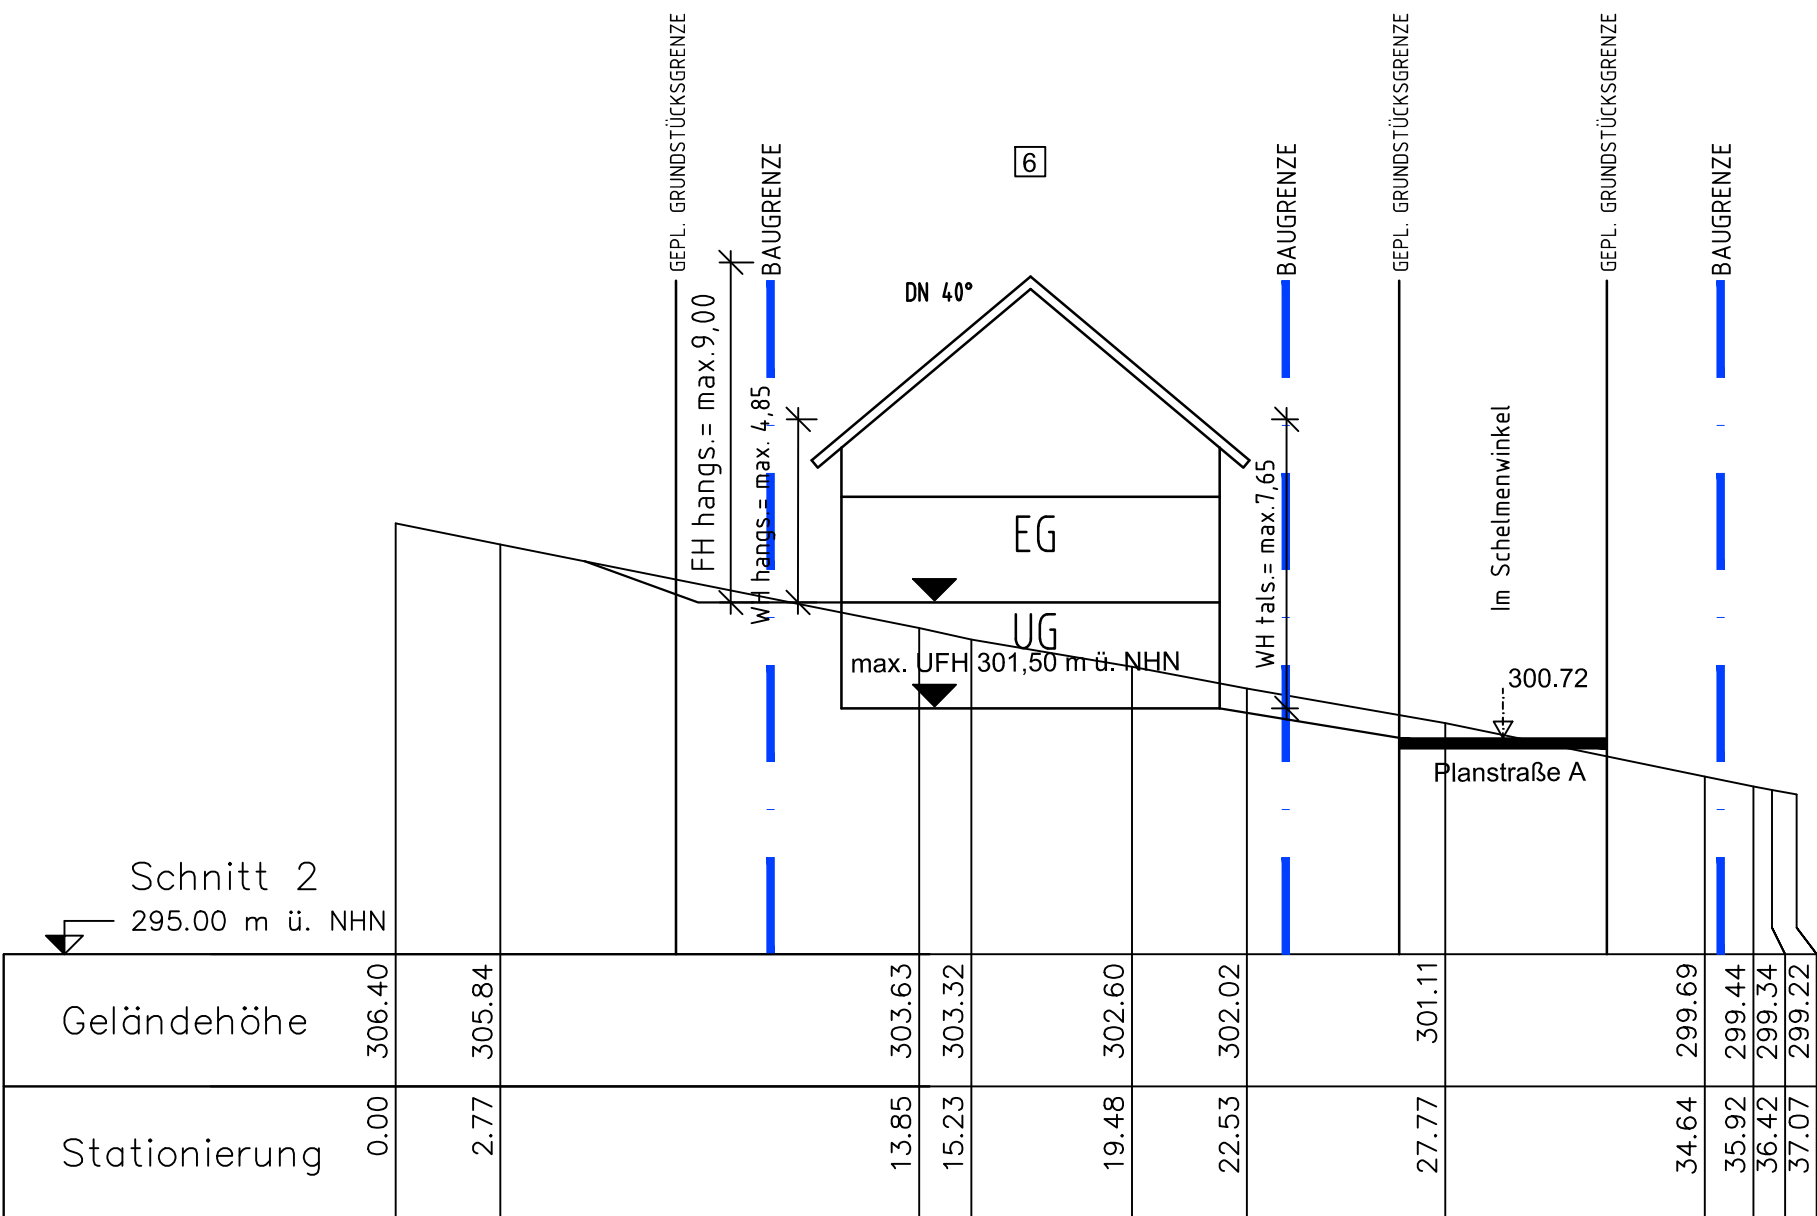 GEPL. GRUNDSTÜCKSGRENZE
BAUGRENZE
6
BAUGRENZE
GEPL. GRUNDSTÜCKSGRENZE
GEPL. GRUNDSTÜCKSGRENZE
BAUGRENZE
DN 40°
FH hangs.= max.9,00
WH hangs.= max. 4,85
EG
UG
max. UFH 301,50 m ü. NHN
WH tals.= max.7,65
Im Schelmenwinkel
300.72
Planstraße A
Schnitt 2
295.00 m ü. NHN
Geländehöhe 306.40 305.84 303.63 303.32 302.60 302.02 301.11 299.69 299.44 299.34 299.22
Stationierung 0.00 2.77 13.85 15.23 19.48 22.53 27.77 34.64 35.92 36.42 37.07